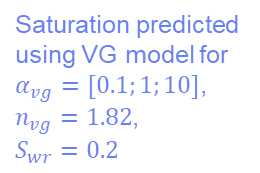 Saturation predicted
using VG model for
α_vg = [0.1; 1; 10],
n_vg = 1.82,
S_wr = 0.2